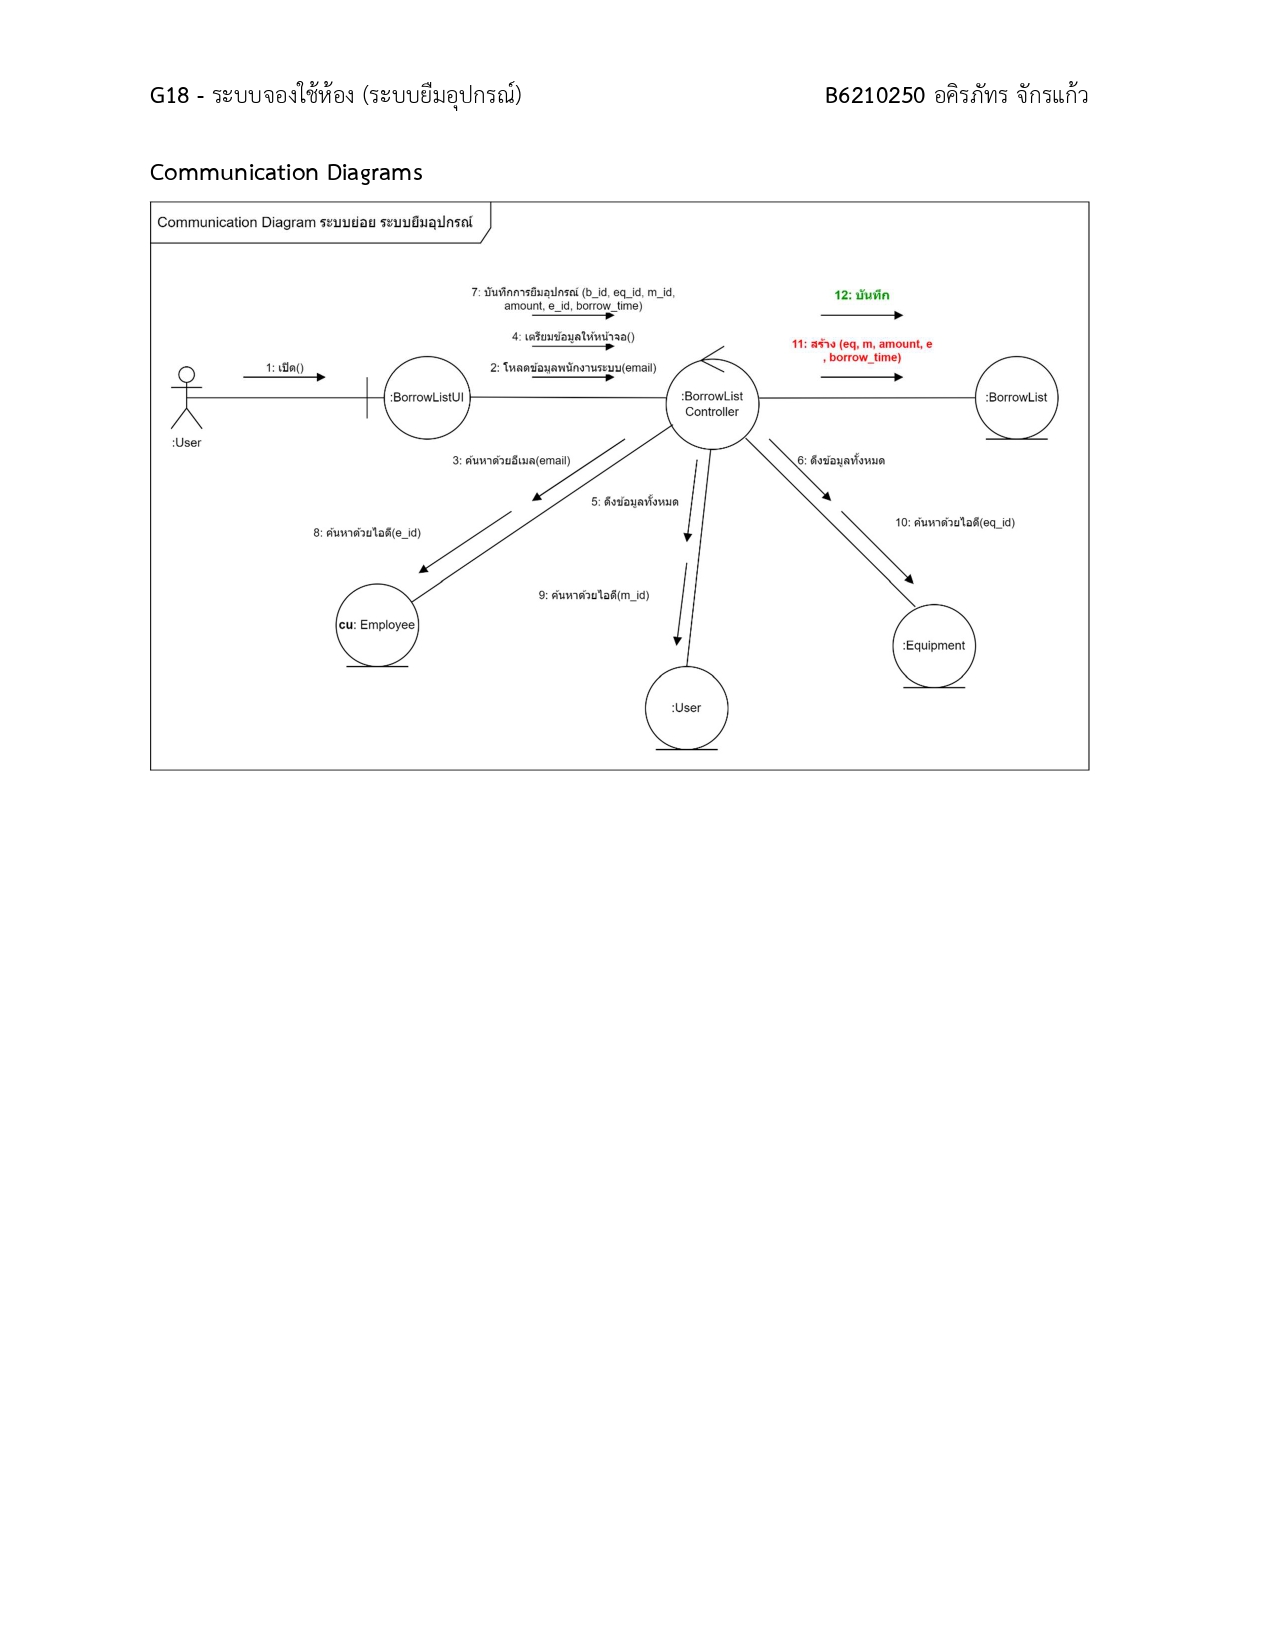 G18 - ระบบจองใช้ห้อง (ระบบยืมอุปกรณ์)
B6210250 อคิรภัทร จักรแก้ว
Communication Diagrams
Communication Diagram ระบบย่อย ระบบยืมอุปกรณ์
7: บันทึกการยืมอุปกรณ์ (b_id, eq_id, m_id,
amount, e_id, borrow_time)
12: บันทึก
4: เตรียมข้อมูลให้หน้าจอ()
11: สร้าง (eq, m, amount, e
, borrow_time)
1: เปิด()
2: โหลดข้อมูลพนักงานระบบ(email)
:User
:BorrowListUI
:BorrowList
Controller
:BorrowList
3: ค้นหาด้วยอีเมล(email)
6: ดึงข้อมูลทั้งหมด
5: ดึงข้อมูลทั้งหมด
8: ค้นหาด้วยไอดี(e_id)
10: ค้นหาด้วยไอดี(eq_id)
9: ค้นหาด้วยไอดี(m_id)
cu: Employee
:Equipment
:User